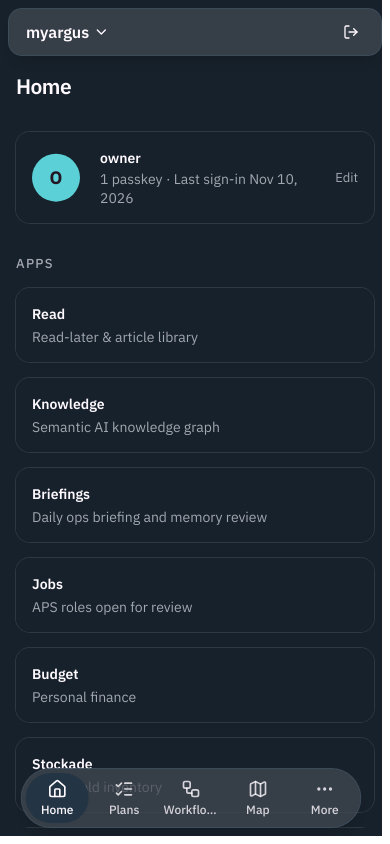 myargus
Home
O
owner
1 passkey · Last sign-in Nov 10,
2026
Edit
APPS
Read
Read-later & article library
Knowledge
Semantic AI knowledge graph
Briefings
Daily ops briefing and memory review
Jobs
APS roles open for review
Budget
Personal finance
Stockade
inventory
Home
Plans
Workflo...
Map
More